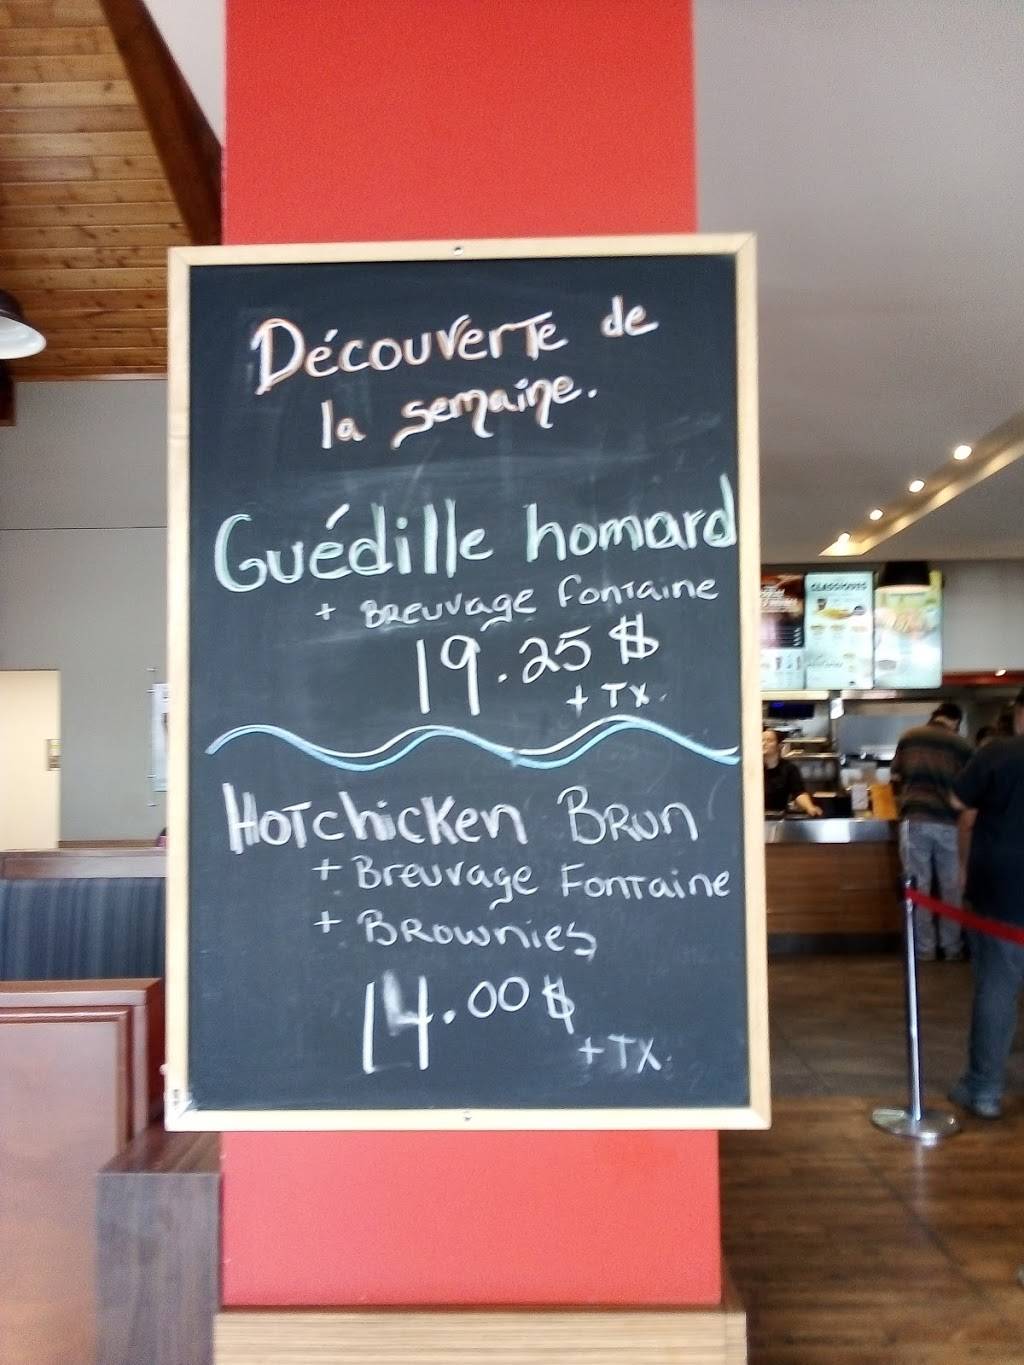 Découverte de
la semaine.
Guédille homard
+ Breuvage fontaine
19.25 $
+ TX.
Hotchicken Brun
+ Breuvage Fontaine
+ Brownies
14.00 $
+ TX.
CLASSIQUES